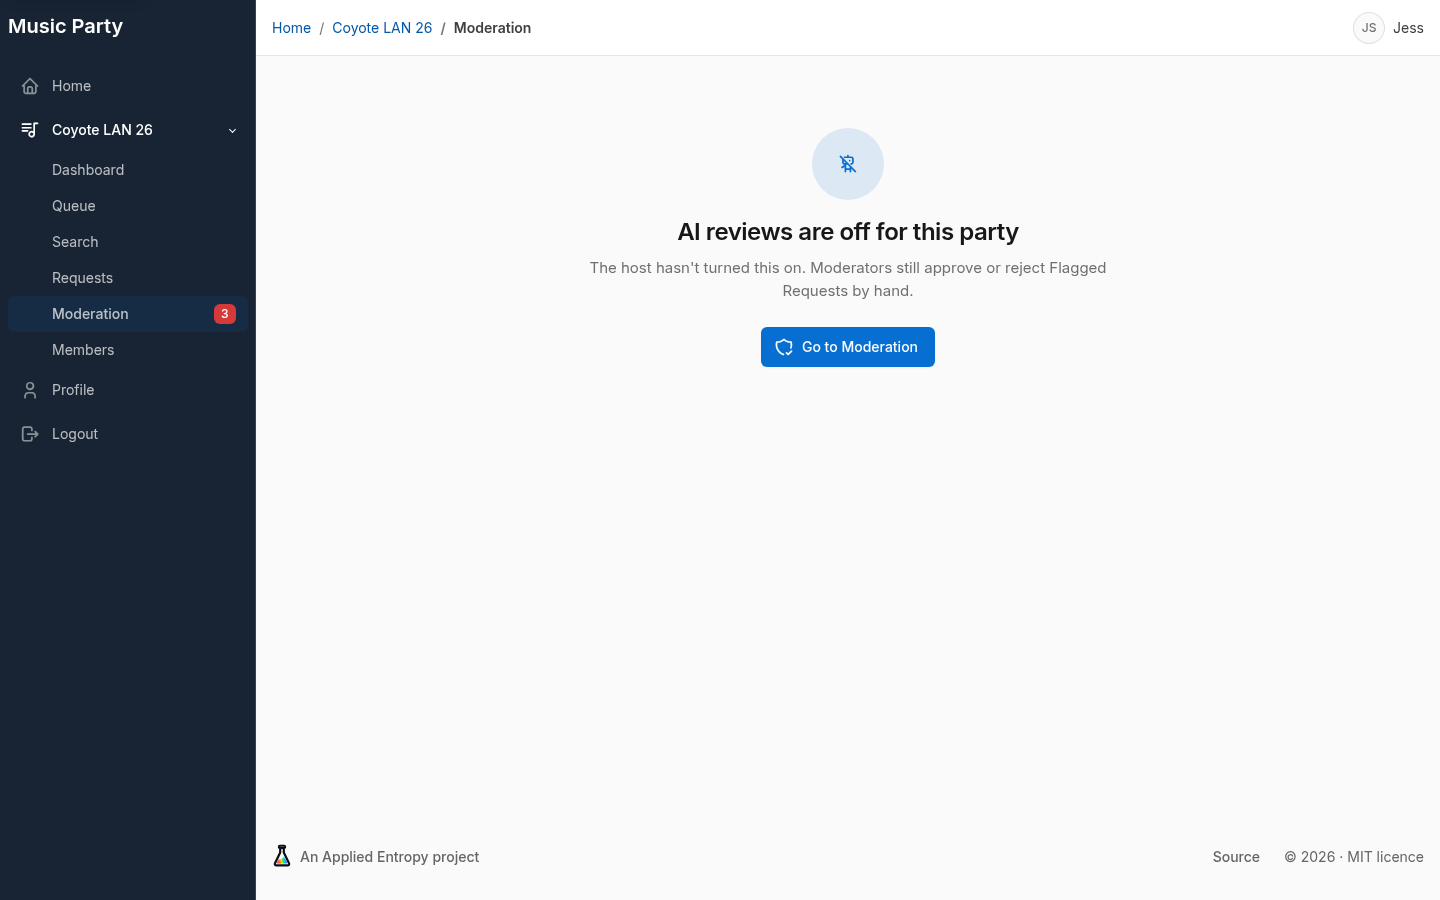 Music Party
Home
Coyote LAN 26
Dashboard
Queue
Search
Requests
Moderation 3
Members
Profile
Logout
Home / Coyote LAN 26 / Moderation
JS Jess
AI reviews are off for this party
The host hasn't turned this on. Moderators still approve or reject Flagged
Requests by hand.
Go to Moderation
An Applied Entropy project
Source © 2026 · MIT licence